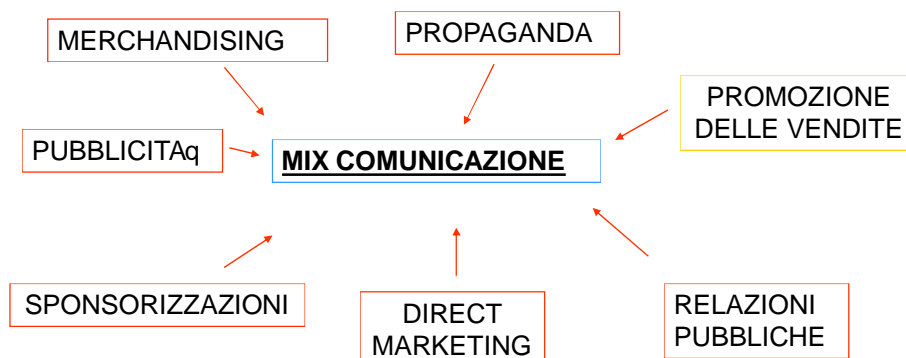 MERCHANDISING
PROPAGANDA
PROMOZIONE
DELLE VENDITE
PUBBLICITAq
MIX COMUNICAZIONE
SPONSORIZZAZIONI
DIRECT
MARKETING
RELAZIONI
PUBBLICHE